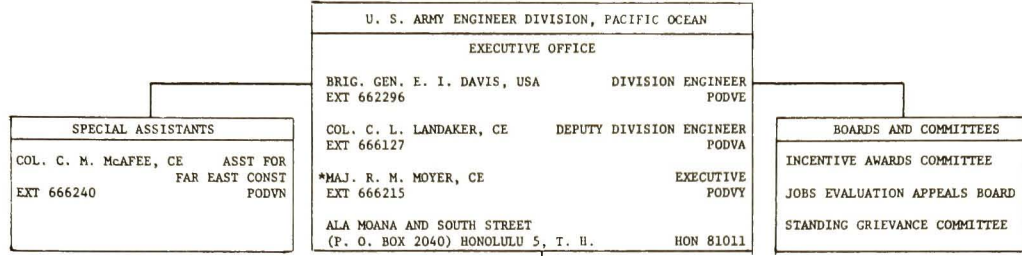 U. S. ARMY ENGINEER DIVISION, PACIFIC OCEAN
EXECUTIVE OFFICE
BRIG. GEN. E. I. DAVIS, USA DIVISION ENGINEER
EXT 662296 PODVE
COL. C. L. LANDAKER, CE DEPUTY DIVISION ENGINEER
EXT 666127 PODVA
*MAJ. R. M. MOYER, CE EXECUTIVE
EXT 666215 PODVY
ALA MOANA AND SOUTH STREET
(P. O. BOX 2040) HONOLULU 5, T. H. HON 81011
SPECIAL ASSISTANTS
COL. C. M. McAFEE, CE ASST FOR
FAR EAST CONST
EXT 666240 PODVN
BOARDS AND COMMITTEES
INCENTIVE AWARDS COMMITTEE
JOBS EVALUATION APPEALS BOARD
STANDING GRIEVANCE COMMITTEE